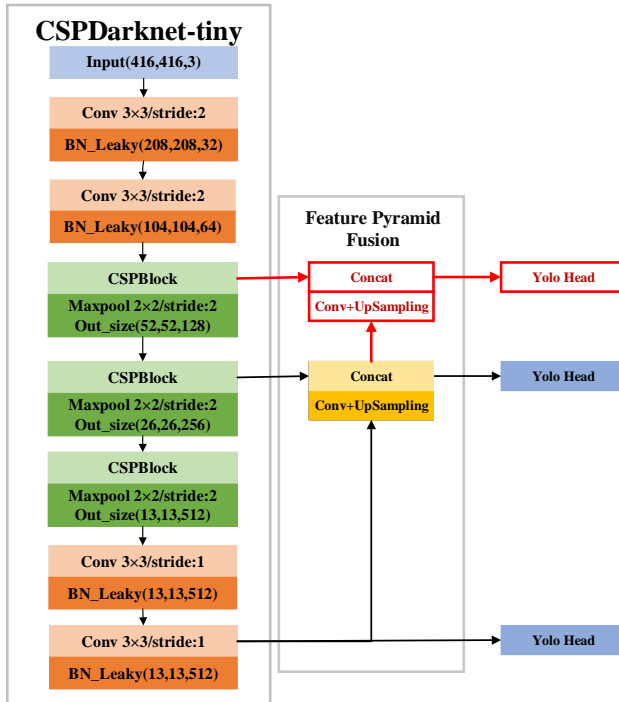 CSPDarknet-tiny
Input(416,416,3)
Conv 3×3/stride:2
BN_Leaky(208,208,32)
Conv 3×3/stride:2
BN_Leaky(104,104,64)
Feature Pyramid
Fusion
CSPBlock
Concat
Yolo Head
Maxpool 2×2/stride:2
Out_size(52,52,128)
Conv+UpSampling
CSPBlock
Concat
Yolo Head
Maxpool 2×2/stride:2
Out_size(26,26,256)
Conv+UpSampling
CSPBlock
Maxpool 2×2/stride:2
Out_size(13,13,512)
Conv 3×3/stride:1
BN_Leaky(13,13,512)
Conv 3×3/stride:1
Yolo Head
BN_Leaky(13,13,512)